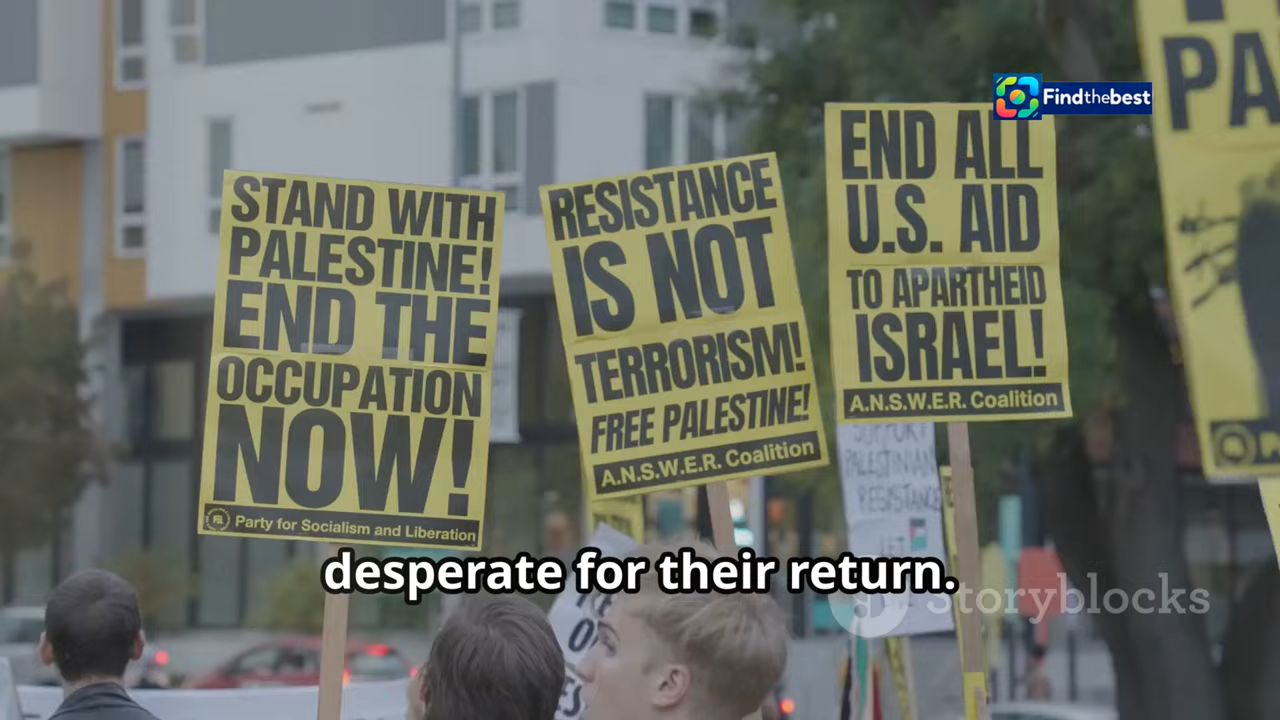 Findthebest
PA
STAND WITH
PALESTINE!
END THE
OCCUPATION
NOW!
Party for Socialism and Liberation
RESISTANCE
IS NOT
TERRORISM!
FREE PALESTINE!
A.N.S.W.E.R. Coalition
END ALL
U.S. AID
TO APARTHEID
ISRAEL!
A.N.S.W.E.R. Coalition
SUPPORT
PALESTINIAN
RESISTANCE
desperate for their return.
Storyblocks